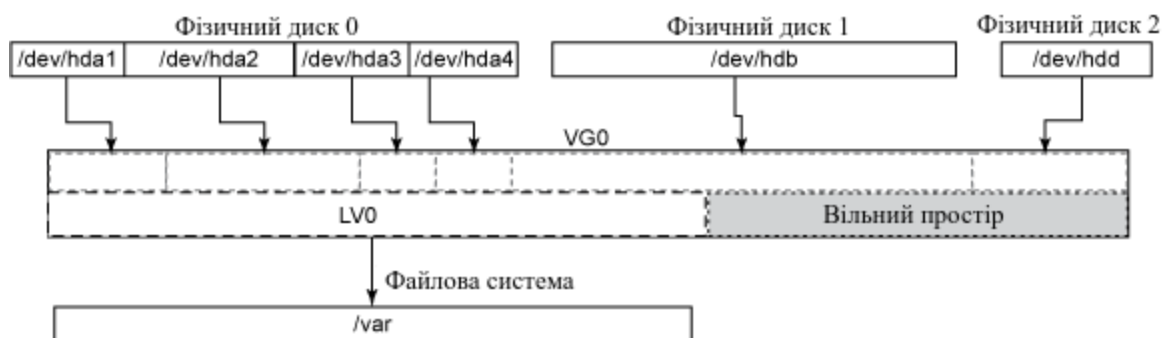 Фізичний диск 0 Фізичний диск 1 Фізичний диск 2
/dev/hda1 /dev/hda2 /dev/hda3 /dev/hda4 /dev/hdb /dev/hdd
VG0
LV0 Вільний простір
Файлова система
/var